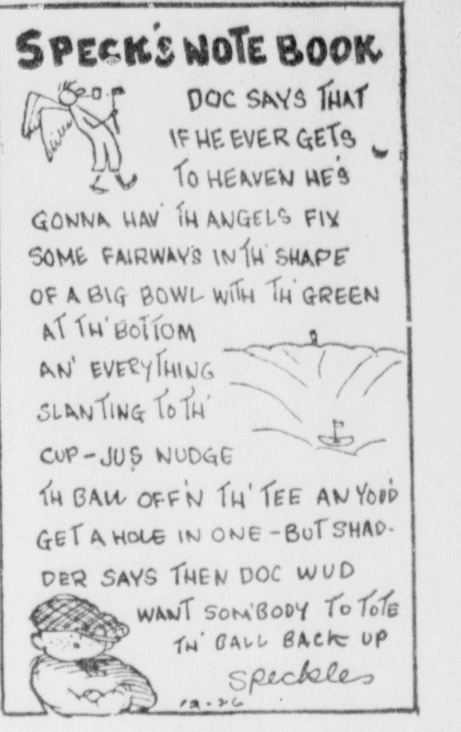 SPECK'S NOTE BOOK
DOC SAYS THAT
IF HE EVER GETS
TO HEAVEN HE'S
GONNA HAV' TH ANGELS FIX
SOME FAIRWAYS IN TH' SHAPE
OF A BIG BOWL WITH TH' GREEN
AT TH' BOTTOM
AN' EVERYTHING
SLANTING TO TH'
CUP - JUS NUDGE
TH BALL OFF'N TH' TEE AN YOU'D
GET A HOLE IN ONE - BUT SHAD-
DER SAYS THEN DOC WUD
WANT SOM'BODY TO TOTE
TH' BALL BACK UP
Speckles
12-26